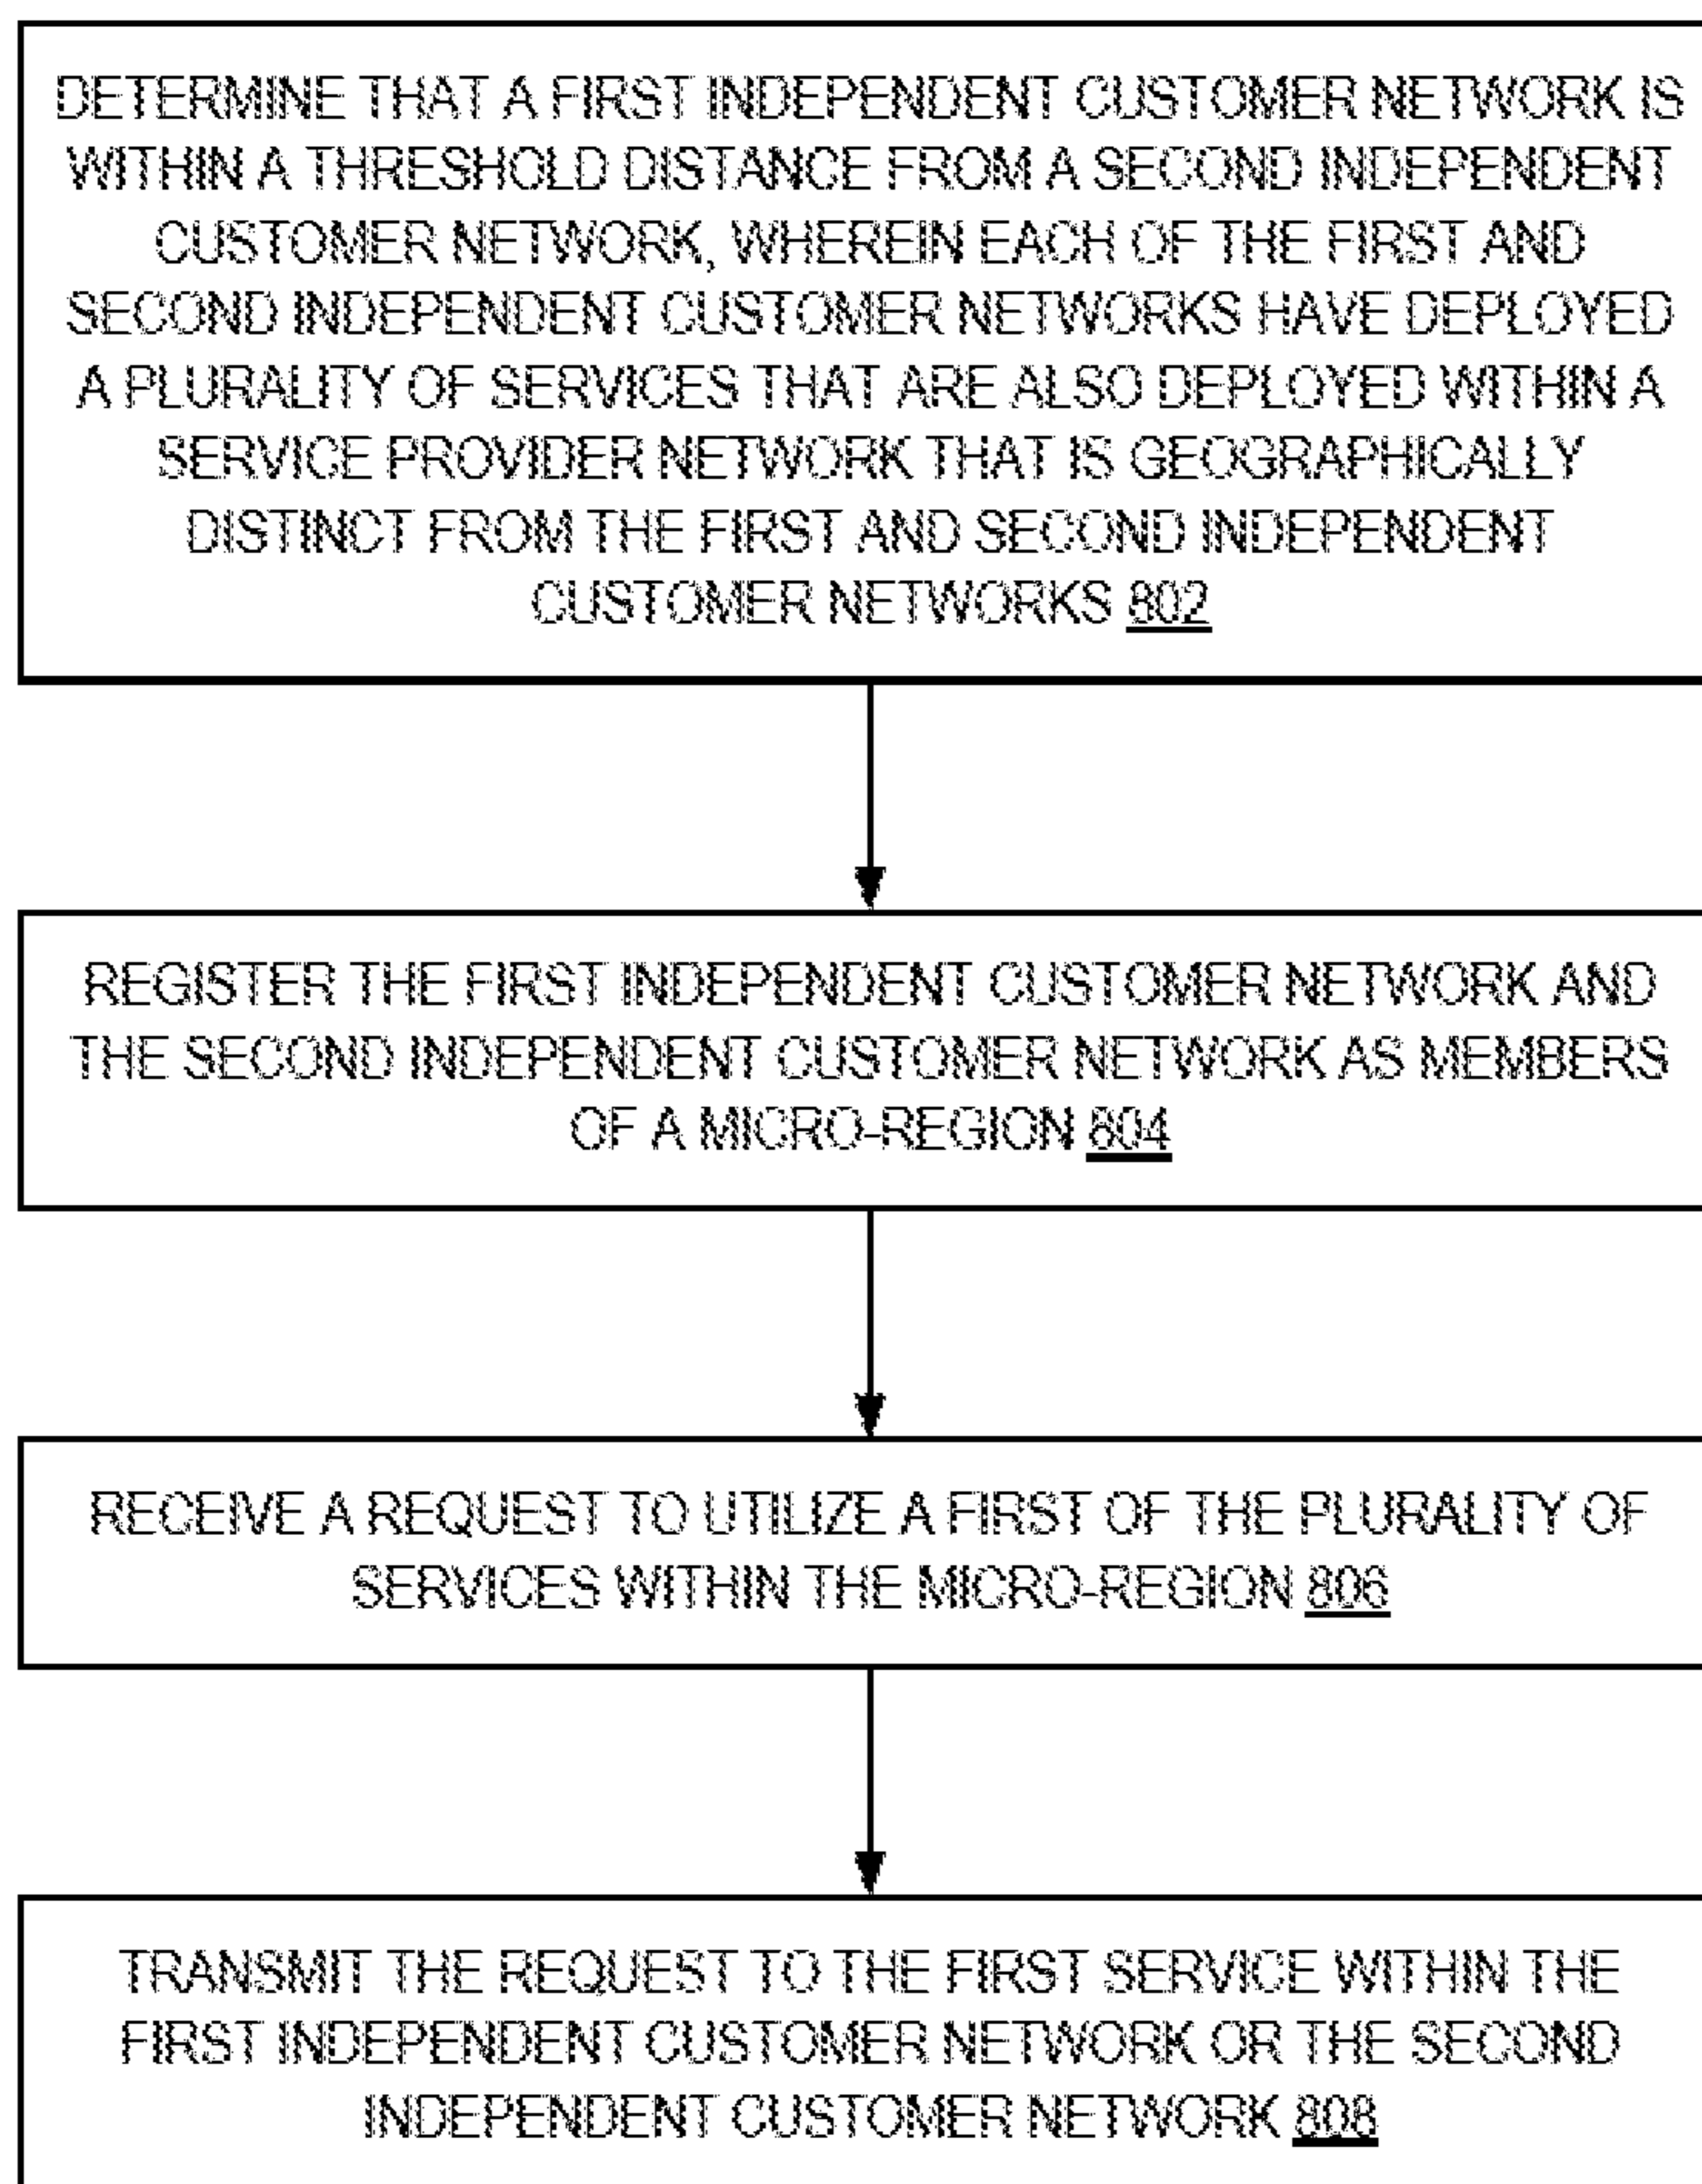 DETERMINE THAT A FIRST INDEPENDENT CUSTOMER NETWORK IS
WITHIN A THRESHOLD DISTANCE FROM A SECOND INDEPENDENT
CUSTOMER NETWORK, WHEREIN EACH OF THE FIRST AND
SECOND INDEPENDENT CUSTOMER NETWORKS HAVE DEPLOYED
A PLURALITY OF SERVICES THAT ARE ALSO DEPLOYED WITHIN A
SERVICE PROVIDER NETWORK THAT IS GEOGRAPHICALLY
DISTINCT FROM THE FIRST AND SECOND INDEPENDENT
CUSTOMER NETWORKS 802
REGISTER THE FIRST INDEPENDENT CUSTOMER NETWORK AND
THE SECOND INDEPENDENT CUSTOMER NETWORK AS MEMBERS
OF A MICRO-REGION 804
RECEIVE A REQUEST TO UTILIZE A FIRST OF THE PLURALITY OF
SERVICES WITHIN THE MICRO-REGION 806
TRANSMIT THE REQUEST TO THE FIRST SERVICE WITHIN THE
FIRST INDEPENDENT CUSTOMER NETWORK OR THE SECOND
INDEPENDENT CUSTOMER NETWORK 808